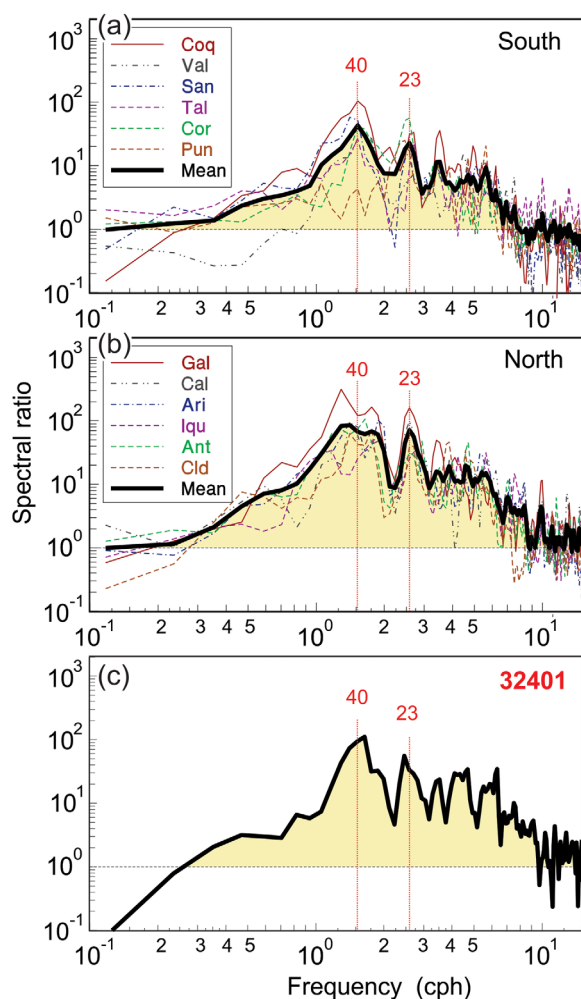 (a)
South
Coq
Val
San
Tal
Cor
Pun
Mean
40
23
10³
10²
10¹
10⁰
10⁻¹
10⁻¹ 2 3 4 5 10⁰ 2 3 4 5 10¹
(b)
North
Gal
Cal
Ari
Iqu
Ant
Cld
Mean
40
23
10³
10²
10¹
10⁰
10⁻¹
Spectral ratio
10⁻¹ 2 3 4 5 10⁰ 2 3 4 5 10¹
(c)
32401
40
23
10³
10²
10¹
10⁰
10⁻¹
10⁻¹ 2 3 4 5 10⁰ 2 3 4 5 10¹
Frequency (cph)